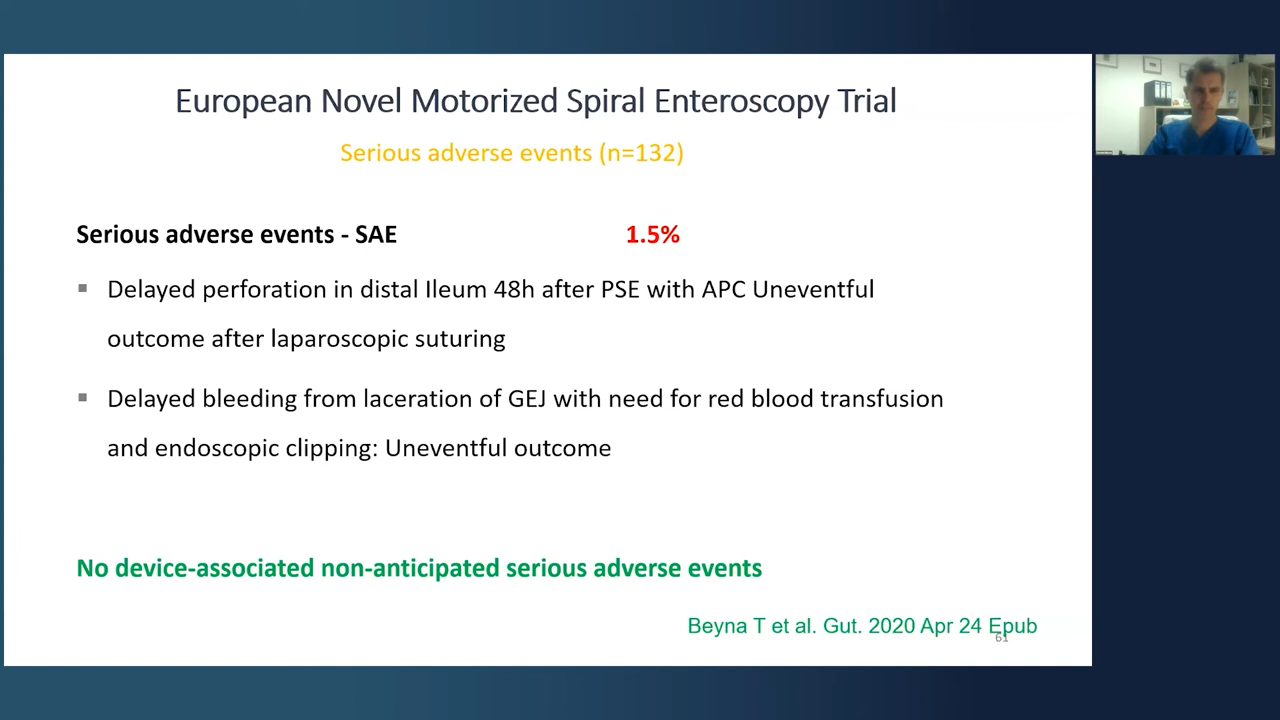 European Novel Motorized Spiral Enteroscopy Trial
Serious adverse events (n=132)
Serious adverse events - SAE 1.5%
▪ Delayed perforation in distal Ileum 48h after PSE with APC Uneventful
outcome after laparoscopic suturing
▪ Delayed bleeding from laceration of GEJ with need for red blood transfusion
and endoscopic clipping: Uneventful outcome
No device-associated non-anticipated serious adverse events
Beyna T et al. Gut. 2020 Apr 24 Epub
61